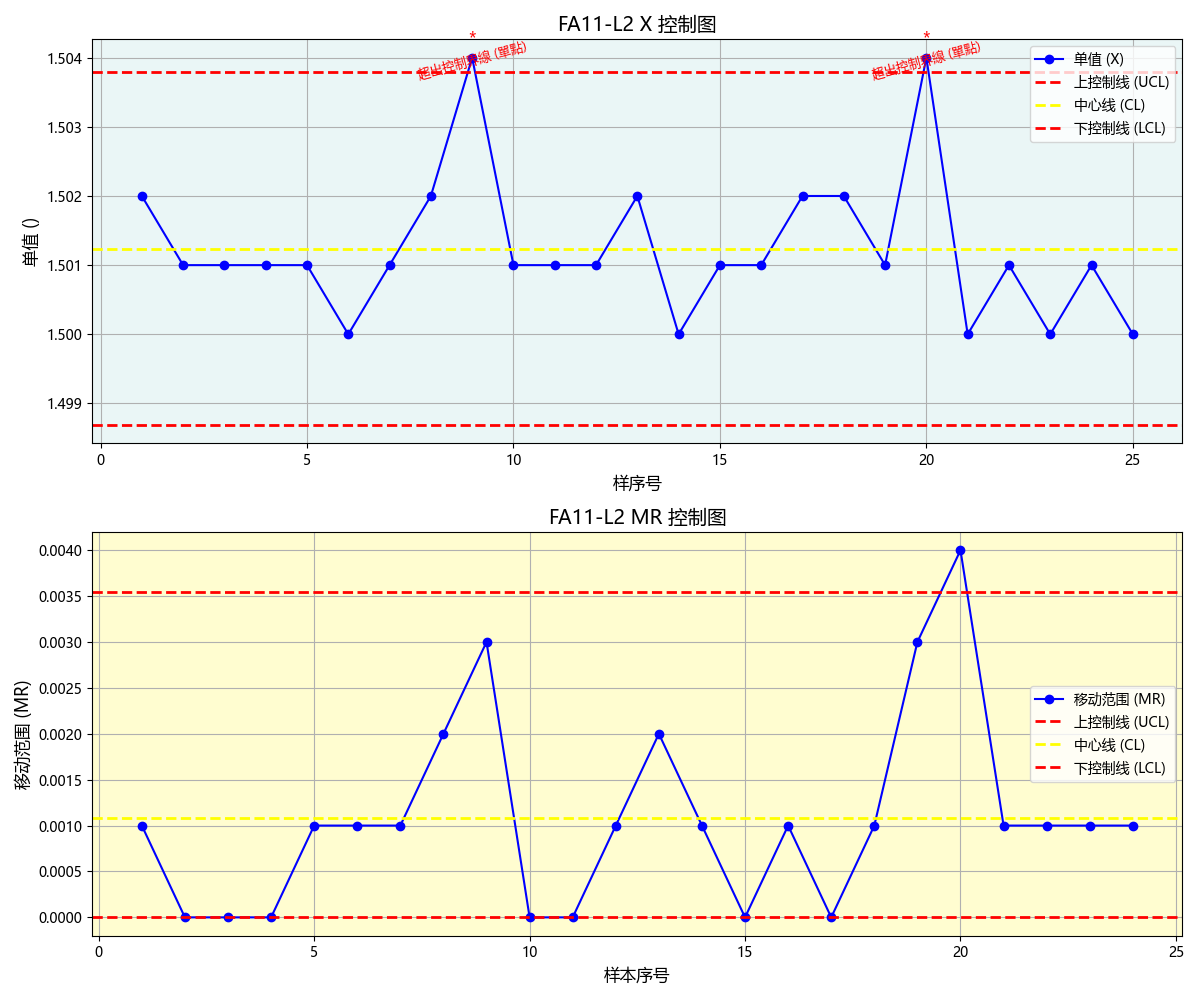 FA11-L2 X 控制图
*
*
超出控制界線 (單點)
超出控制界線 (單點)
单值 (X)
上控制线 (UCL)
中心线 (CL)
下控制线 (LCL)
1.504
1.503
1.502
1.501
1.500
1.499
单值 ()
0 5 10 15 20 25
样序号
FA11-L2 MR 控制图
0.0040
0.0035
0.0030
0.0025
0.0020
0.0015
0.0010
0.0005
0.0000
移动范围 (MR)
移动范围 (MR)
上控制线 (UCL)
中心线 (CL)
下控制线 (LCL)
0 5 10 15 20 25
样本序号